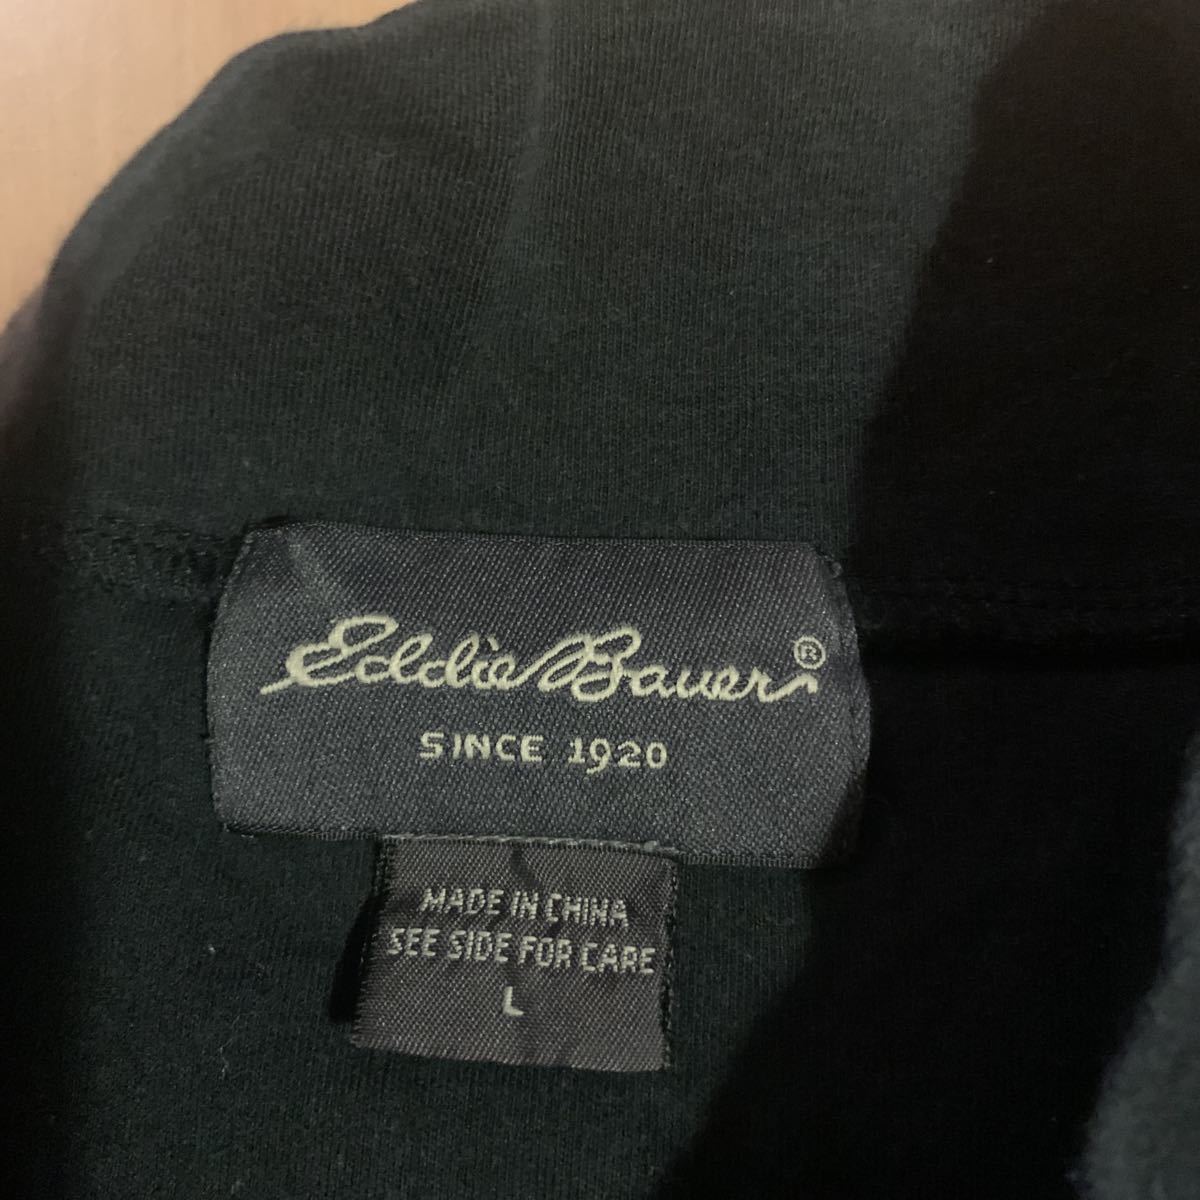 Eddie Bauer®
SINCE 1920
MADE IN CHINA
SEE SIDE FOR CARE
L